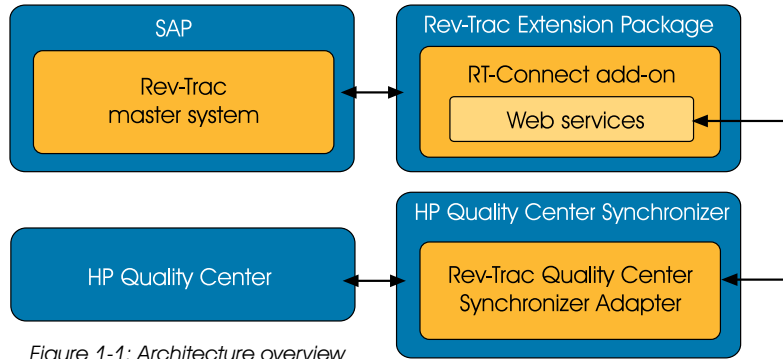 SAP
Rev-Trac
master system
Rev-Trac Extension Package
RT-Connect add-on
Web services
HP Quality Center
HP Quality Center Synchronizer
Rev-Trac Quality Center
Synchronizer Adapter
Figure 1-1: Architecture overview